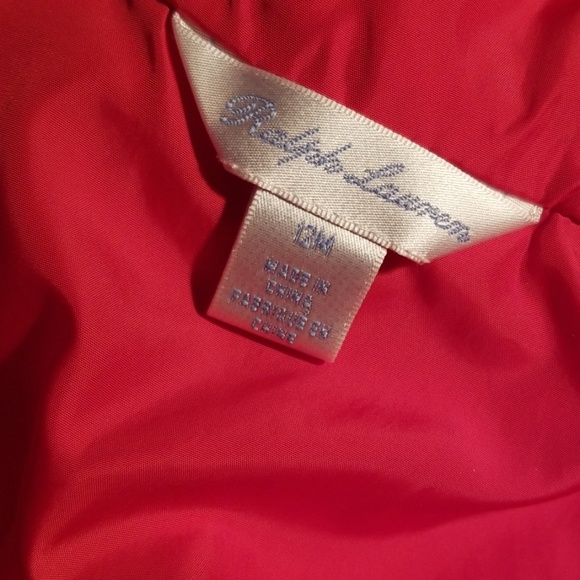 Ralph Lauren
12M
MADE IN
CHINA
FABRIQUE EN
CHINE